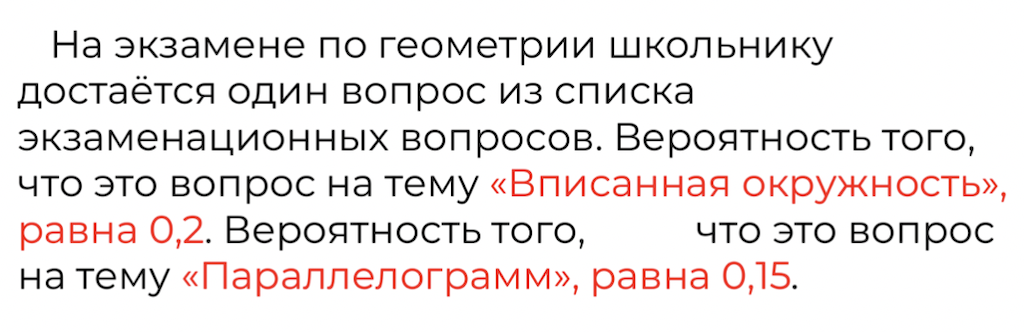 На экзамене по геометрии школьнику
достаётся один вопрос из списка
экзаменационных вопросов. Вероятность того,
что это вопрос на тему «Вписанная окружность»,
равна 0,2. Вероятность того, что это вопрос
на тему «Параллелограмм», равна 0,15.